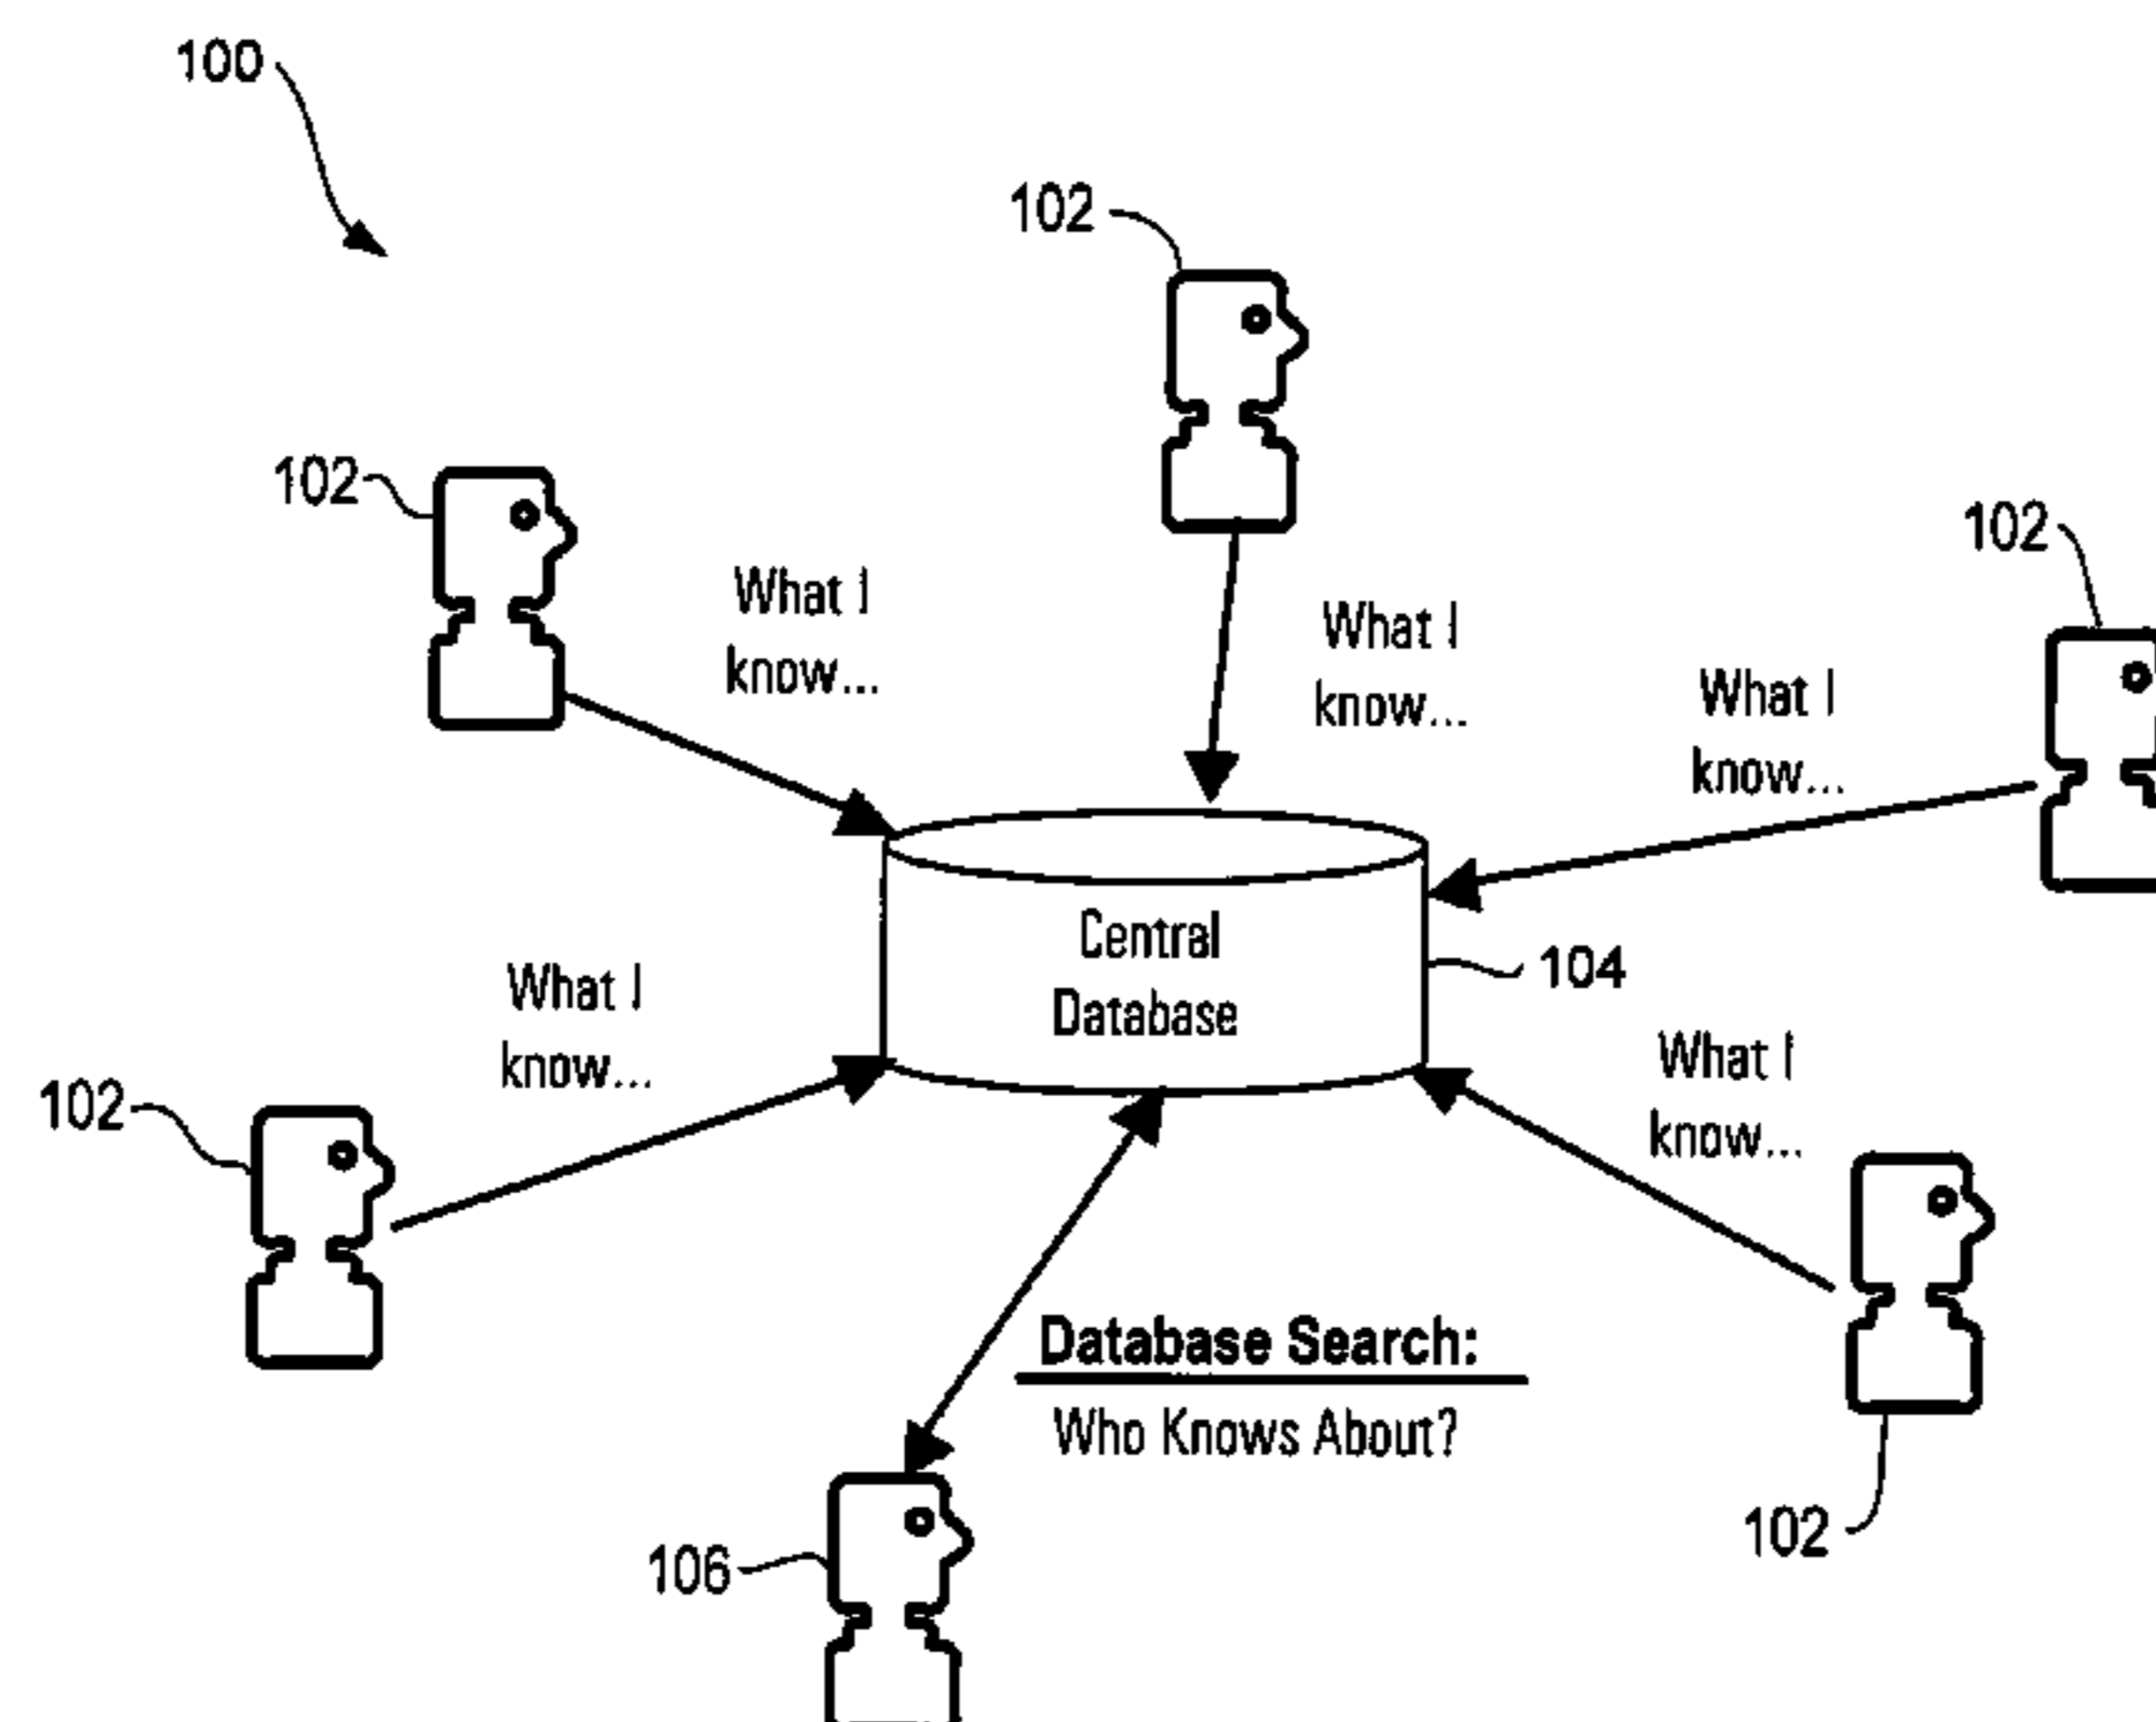 100
102
102
What I
know...
What I
know...
102
What I
know...
Central
Database
104
What I
know...
102
What I
know...
Database Search:
Who Knows About?
102
106